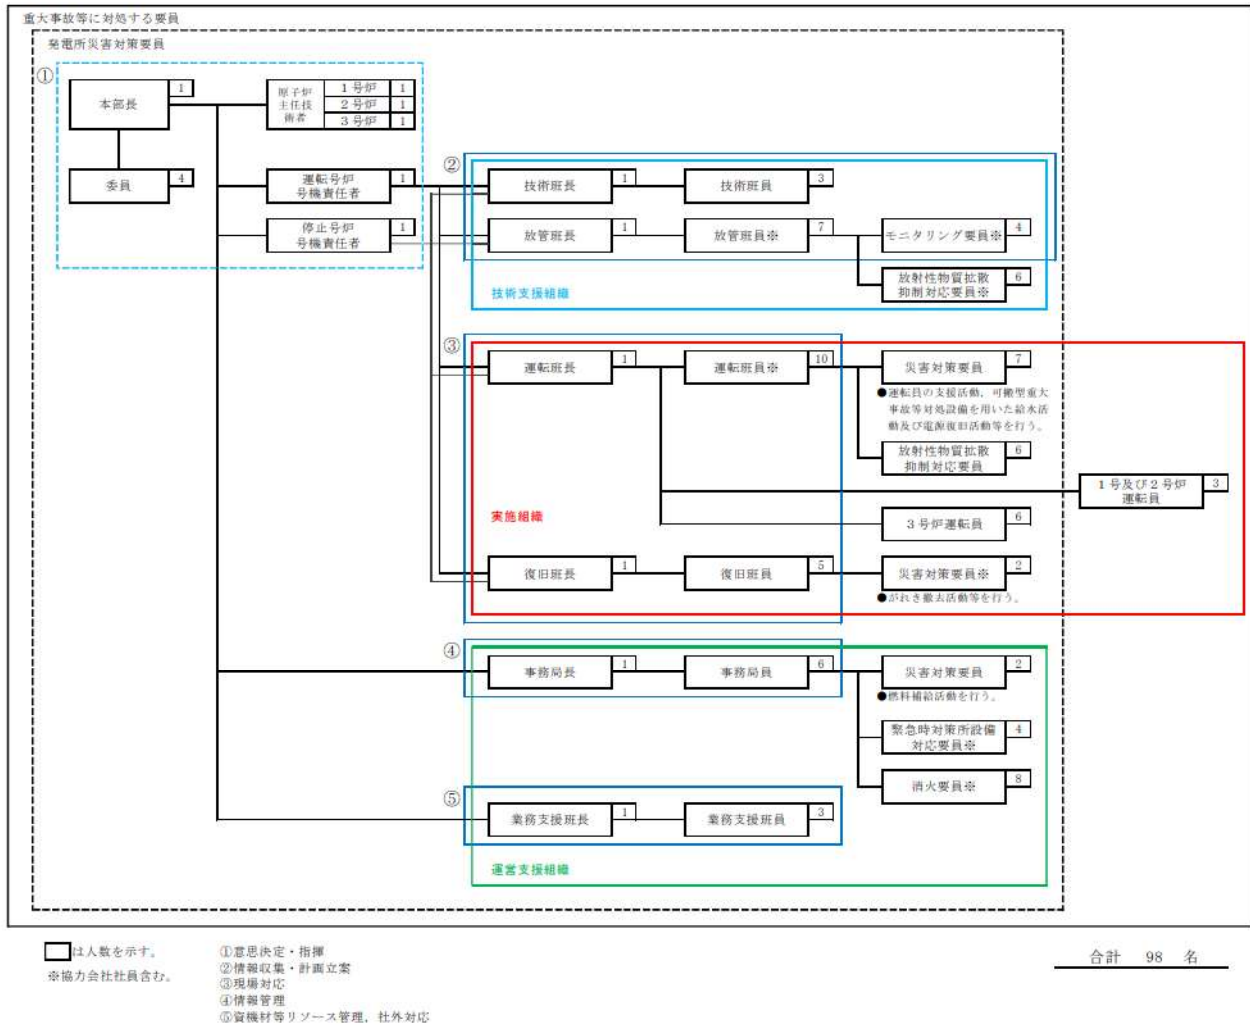 重大事故等に対処する要員
発電所災害対策要員
①
本部長 1
原子炉
主任技
術者
1号炉 1
2号炉 1
3号炉 1
委員 4
運転号炉
号機責任者 1
停止号炉
号機責任者 1
②
技術班長 1
技術班員 3
放管班長 1
放管班員※ 7
モニタリング要員※ 4
放射性物質拡散
抑制対応要員※ 6
技術支援組織
③
運転班長 1
運転班員※ 10
災害対策要員 7
●運転員の支援活動，可搬型重大
事故等対処設備を用いた給水活
動及び電源復旧活動等を行う。
放射性物質拡散
抑制対応要員 6
1号及び2号炉
運転員 3
3号炉運転員 6
実施組織
復旧班長 1
復旧班員 5
災害対策要員※ 2
●がれき撤去活動等を行う。
④
事務局長 1
事務局員 6
災害対策要員 2
●燃料補給活動を行う。
緊急時対策所設備
対応要員※ 4
消火要員※ 8
⑤
業務支援班長 1
業務支援班員 3
運営支援組織
は人数を示す。
※協力会社社員含む。
①意思決定・指揮
②情報収集・計画立案
③現場対応
④情報管理
⑤資機材等リソース管理，社外対応
合計 98 名